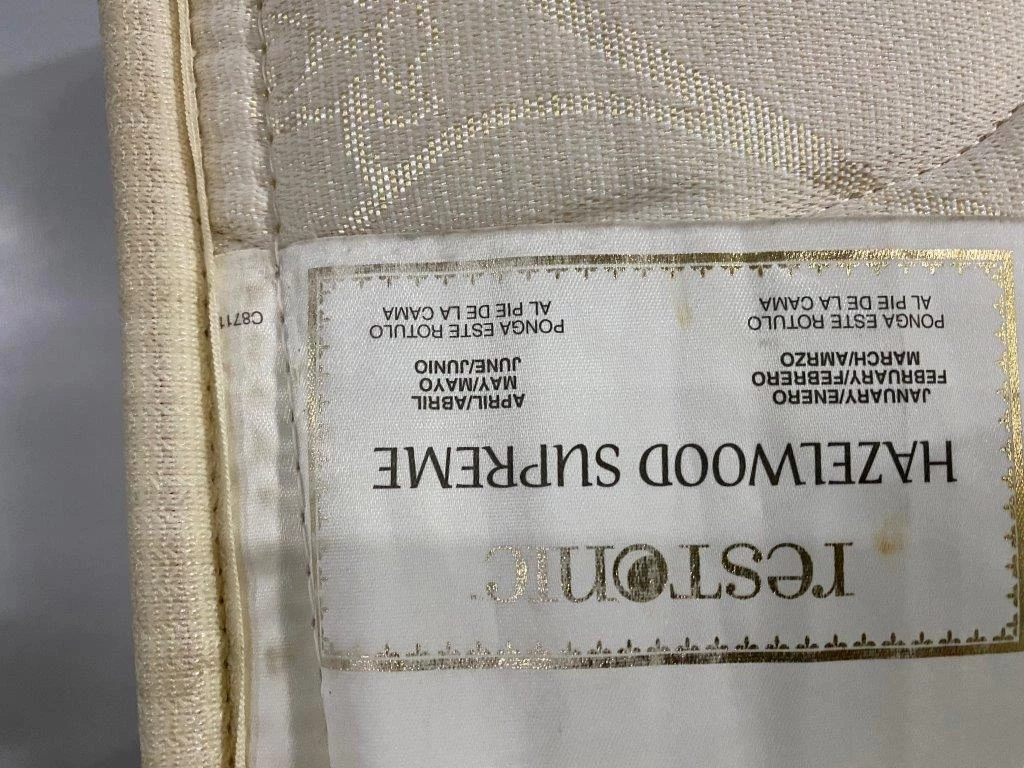 resTonic
HAZELWOOD SUPREME
JANUARY/ENERO
FEBRUARY/FEBRERO
MARCH/AMRZO
PONGA ESTE ROTULO
AL PIE DE LA CAMA
APRIL/ABRIL
MAY/MAYO
JUNE/JUNIO
PONGA ESTE ROTULO
AL PIE DE LA CAMA
C8711